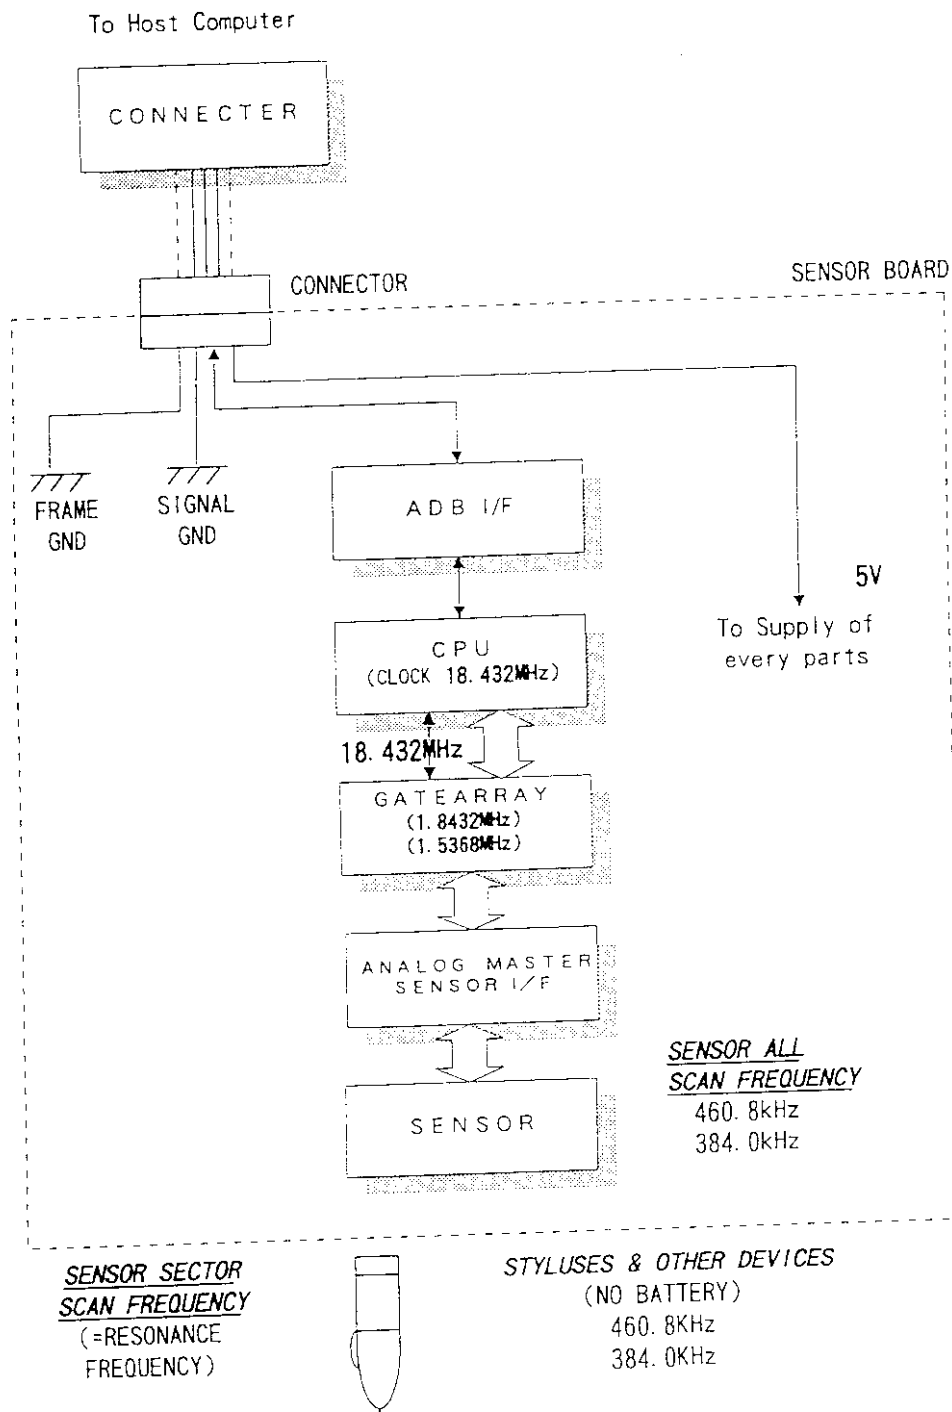 To Host Computer
CONNECTER
CONNECTOR
SENSOR BOARD
FRAME
GND
SIGNAL
GND
ADB I/F
5V
To Supply of
every parts
CPU
(CLOCK 18.432MHz)
18.432MHz
GATEARRAY
(1.8432MHz)
(1.5368MHz)
ANALOG MASTER
SENSOR I/F
SENSOR
SENSOR ALL
SCAN FREQUENCY
460.8kHz
384.0kHz
SENSOR SECTOR
SCAN FREQUENCY
(=RESONANCE
FREQUENCY)
STYLUSES & OTHER DEVICES
(NO BATTERY)
460.8KHz
384.0KHz